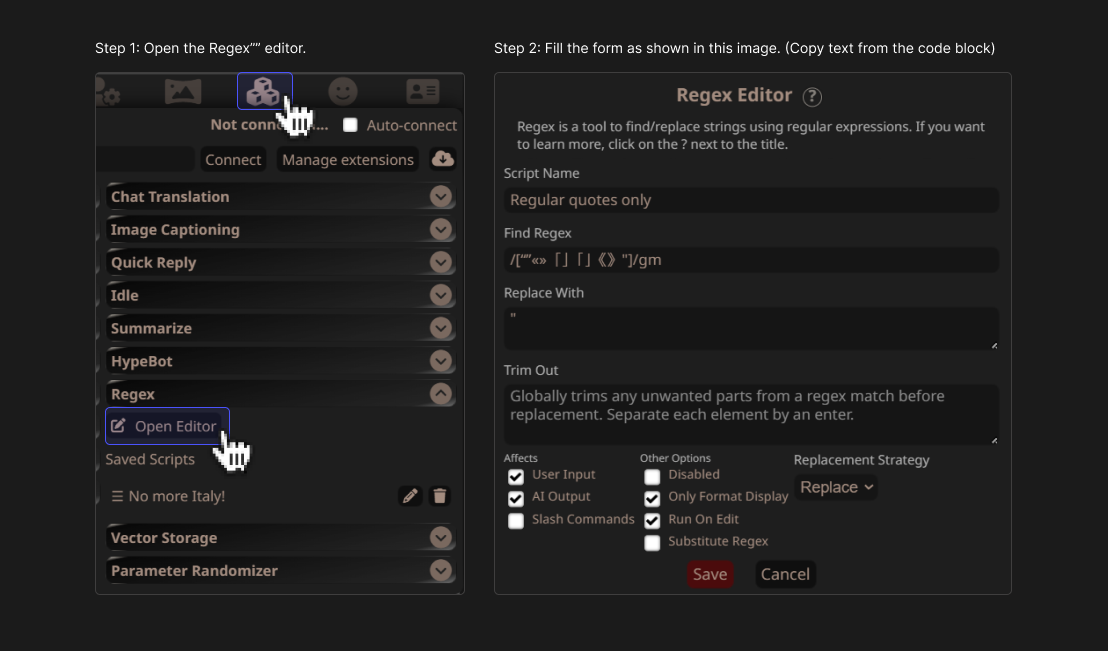 Step 1: Open the Regex”” editor.
Not conn
...
Auto-connect
Connect
Manage extensions
Chat Translation
Image Captioning
Quick Reply
Idle
Summarize
HypeBot
Regex
Open Editor
Saved Scripts
☰ No more Italy!
Vector Storage
Parameter Randomizer
Step 2: Fill the form as shown in this image. (Copy text from the code block)
Regex Editor ?
Regex is a tool to find/replace strings using regular expressions. If you want
to learn more, click on the ? next to the title.
Script Name
Regular quotes only
Find Regex
/[“”«»「」「」《》"]/gm
Replace With
"
Trim Out
Globally trims any unwanted parts from a regex match before
replacement. Separate each element by an enter.
Affects
User Input
AI Output
Slash Commands
Other Options
Disabled
Only Format Display
Run On Edit
Substitute Regex
Replacement Strategy
Replace
Save
Cancel